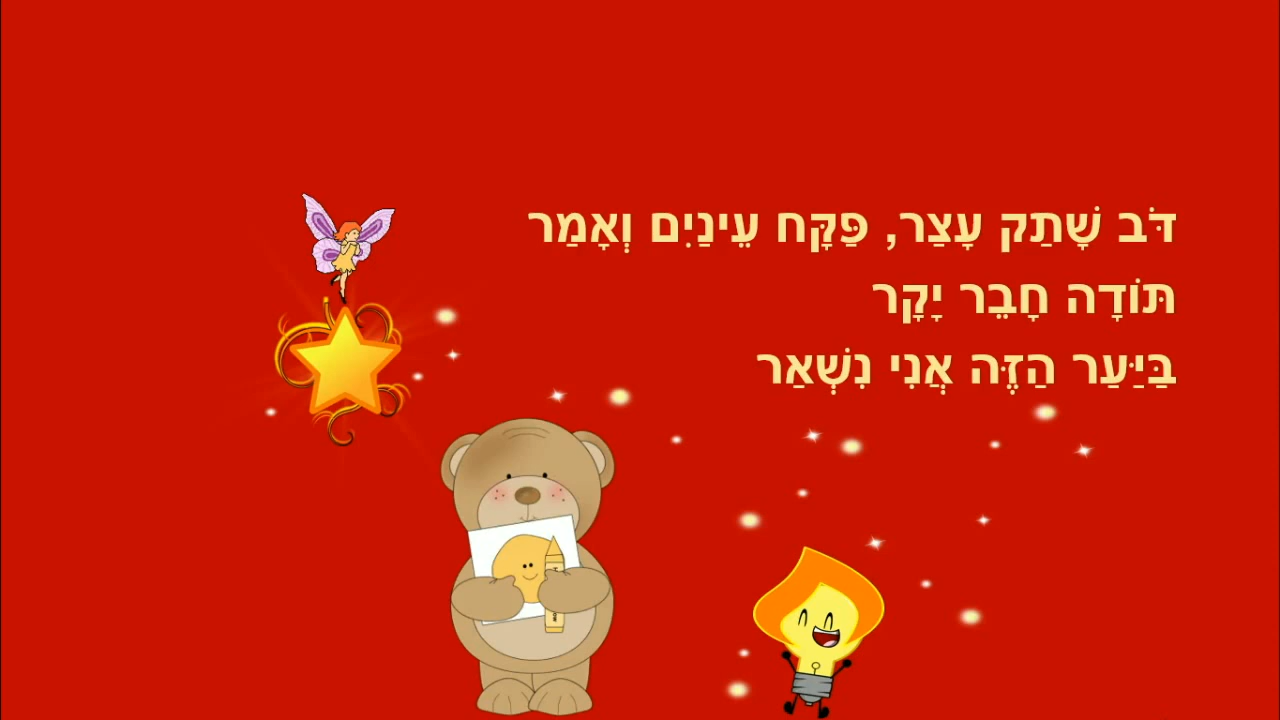 דֹּב שָׁתַק עָצַר, פַּקָּח עֵינַיִם וְאָמַר
תּוֹדָה חָבֵר יָקָר
בַּיַּעַר הַזֶּה אֲנִי נִשְׁאַר